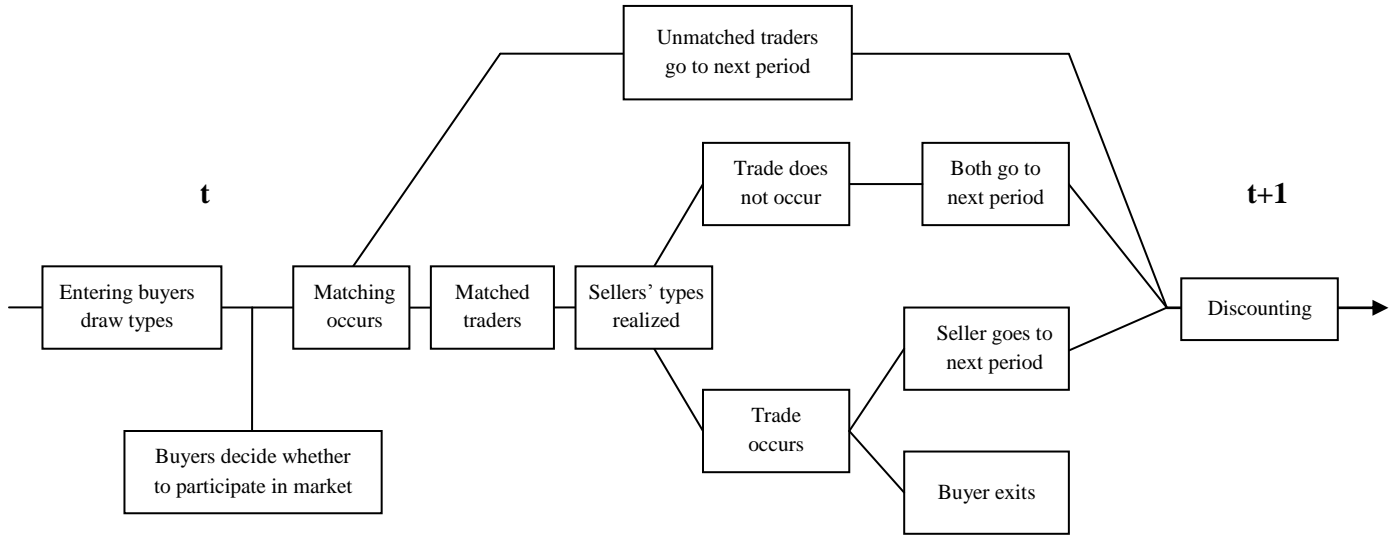 Unmatched traders
go to next period
t
Entering buyers
draw types
Buyers decide whether
to participate in market
Matching
occurs
Matched
traders
Sellers' types
realized
Trade does
not occur
Both go to
next period
Trade
occurs
Seller goes to
next period
Buyer exits
t+1
Discounting